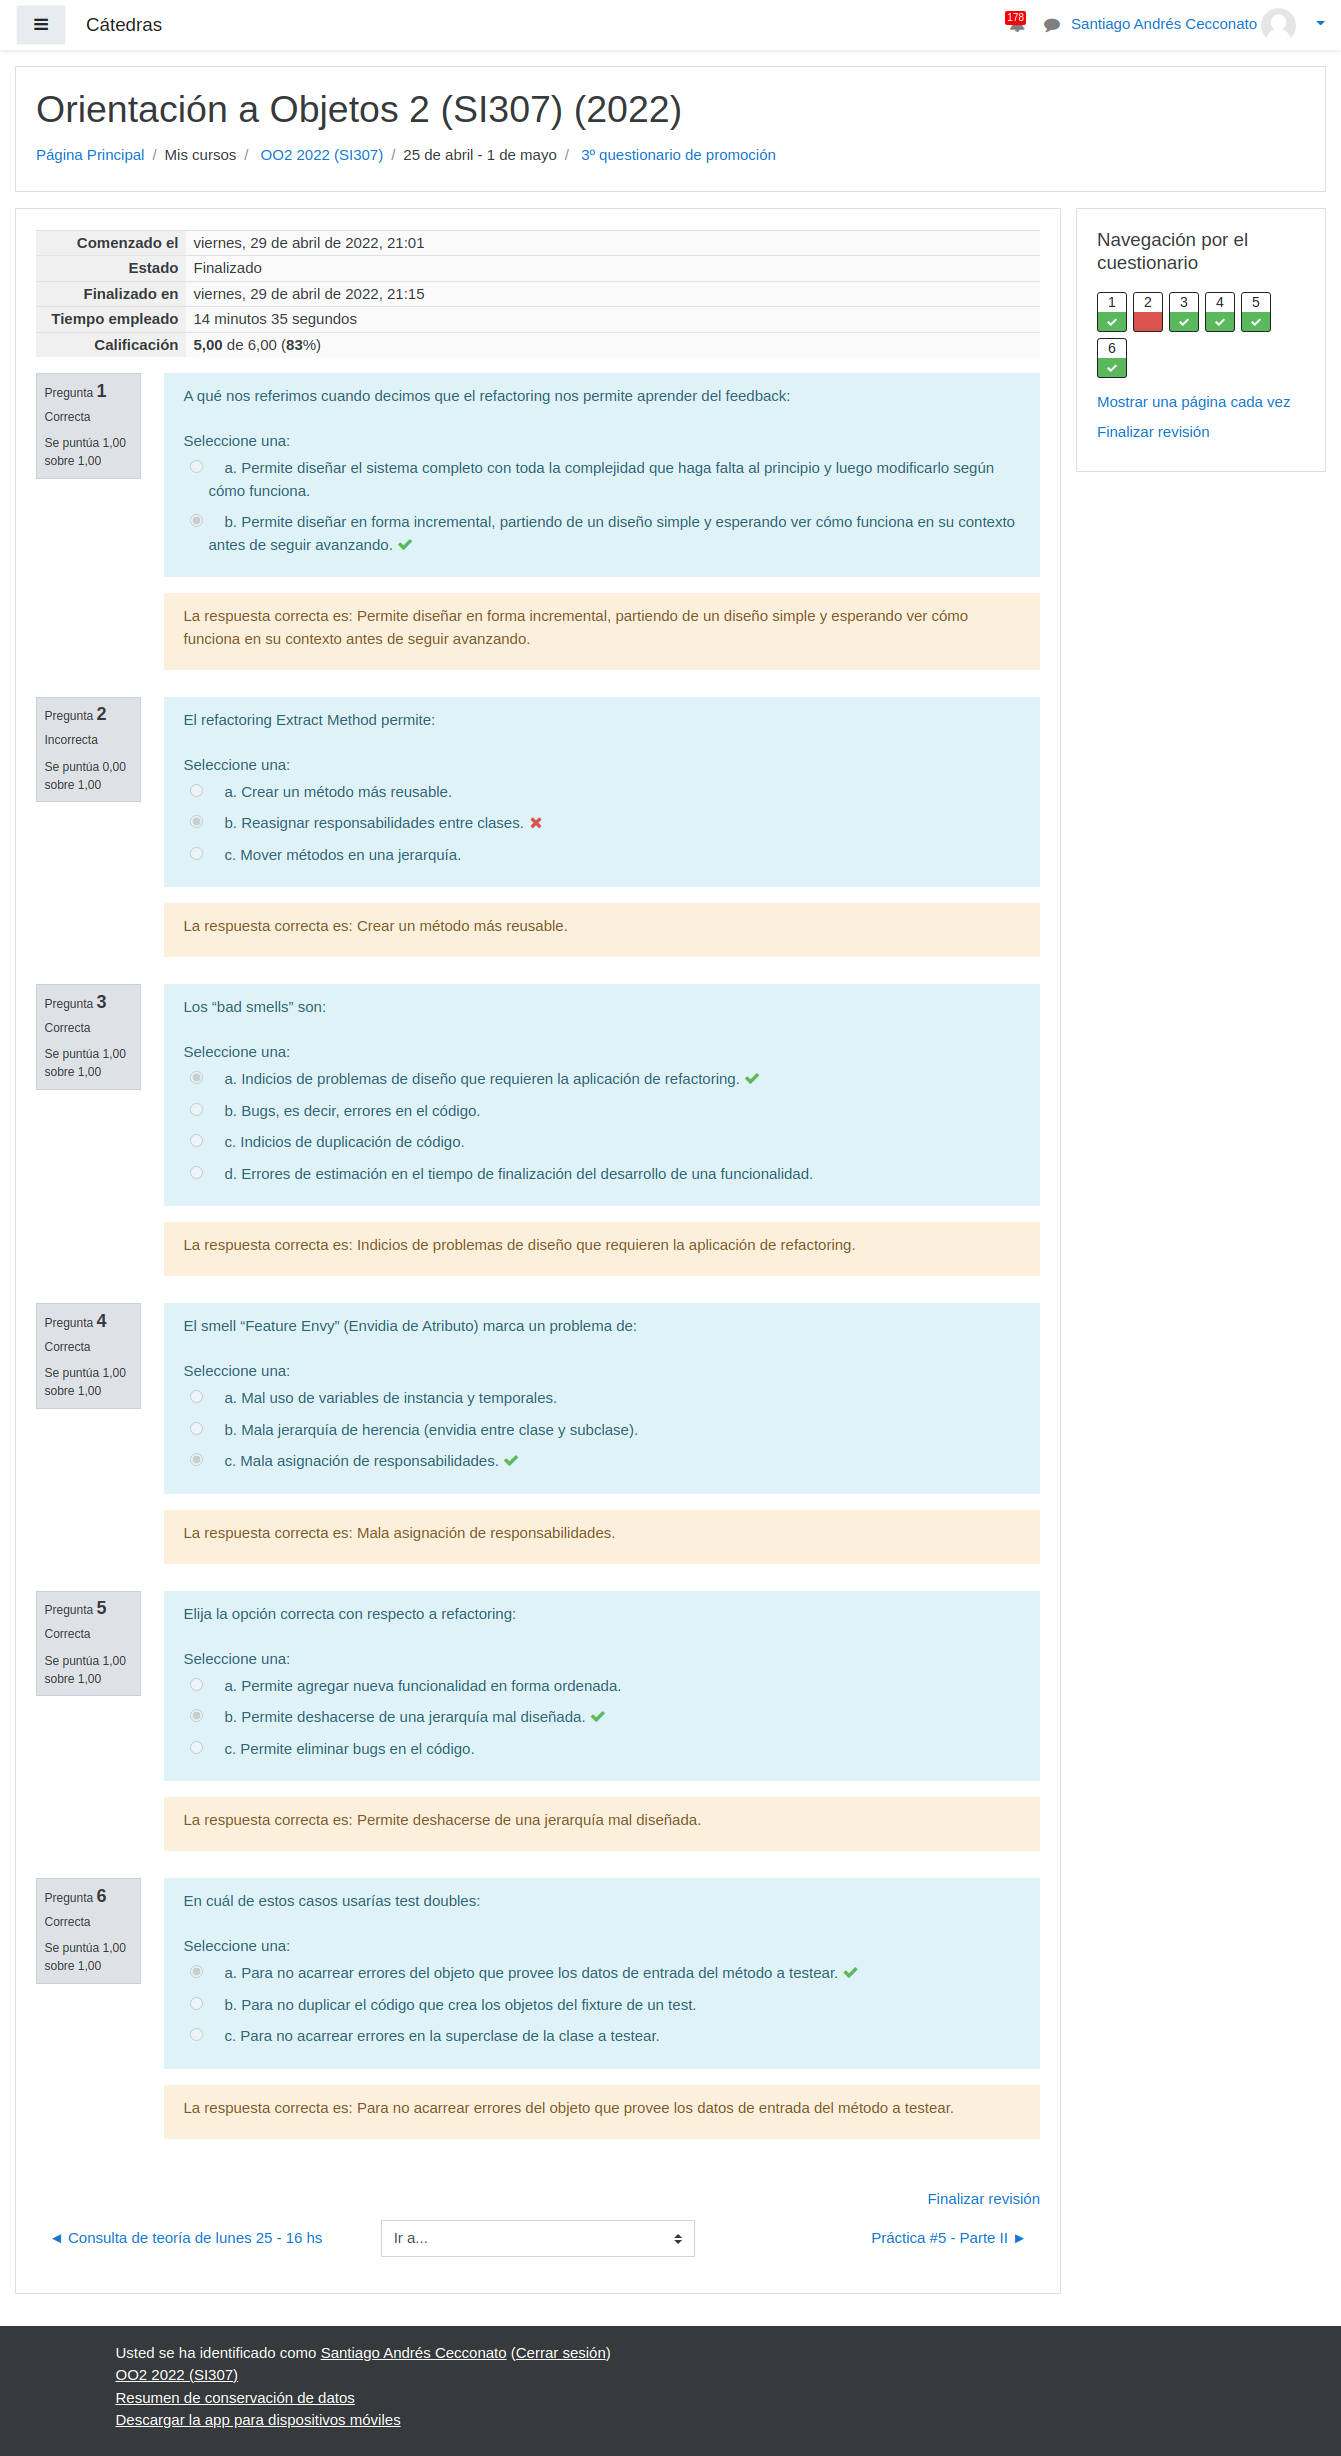 Cátedras
178
Santiago Andrés Cecconato
Orientación a Objetos 2 (SI307) (2022)
Página Principal / Mis cursos / OO2 2022 (SI307) / 25 de abril - 1 de mayo / 3º questionario de promoción
Comenzado el viernes, 29 de abril de 2022, 21:01
Estado Finalizado
Finalizado en viernes, 29 de abril de 2022, 21:15
Tiempo empleado 14 minutos 35 segundos
Calificación 5,00 de 6,00 (83%)
Pregunta 1
Correcta
Se puntúa 1,00
sobre 1,00
A qué nos referimos cuando decimos que el refactoring nos permite aprender del feedback:
Seleccione una:
a. Permite diseñar el sistema completo con toda la complejidad que haga falta al principio y luego modificarlo según
cómo funciona.
b. Permite diseñar en forma incremental, partiendo de un diseño simple y esperando ver cómo funciona en su contexto
antes de seguir avanzando.
La respuesta correcta es: Permite diseñar en forma incremental, partiendo de un diseño simple y esperando ver cómo
funciona en su contexto antes de seguir avanzando.
Pregunta 2
Incorrecta
Se puntúa 0,00
sobre 1,00
El refactoring Extract Method permite:
Seleccione una:
a. Crear un método más reusable.
b. Reasignar responsabilidades entre clases.
c. Mover métodos en una jerarquía.
La respuesta correcta es: Crear un método más reusable.
Pregunta 3
Correcta
Se puntúa 1,00
sobre 1,00
Los “bad smells” son:
Seleccione una:
a. Indicios de problemas de diseño que requieren la aplicación de refactoring.
b. Bugs, es decir, errores en el código.
c. Indicios de duplicación de código.
d. Errores de estimación en el tiempo de finalización del desarrollo de una funcionalidad.
La respuesta correcta es: Indicios de problemas de diseño que requieren la aplicación de refactoring.
Pregunta 4
Correcta
Se puntúa 1,00
sobre 1,00
El smell “Feature Envy” (Envidia de Atributo) marca un problema de:
Seleccione una:
a. Mal uso de variables de instancia y temporales.
b. Mala jerarquía de herencia (envidia entre clase y subclase).
c. Mala asignación de responsabilidades.
La respuesta correcta es: Mala asignación de responsabilidades.
Pregunta 5
Correcta
Se puntúa 1,00
sobre 1,00
Elija la opción correcta con respecto a refactoring:
Seleccione una:
a. Permite agregar nueva funcionalidad en forma ordenada.
b. Permite deshacerse de una jerarquía mal diseñada.
c. Permite eliminar bugs en el código.
La respuesta correcta es: Permite deshacerse de una jerarquía mal diseñada.
Pregunta 6
Correcta
Se puntúa 1,00
sobre 1,00
En cuál de estos casos usarías test doubles:
Seleccione una:
a. Para no acarrear errores del objeto que provee los datos de entrada del método a testear.
b. Para no duplicar el código que crea los objetos del fixture de un test.
c. Para no acarrear errores en la superclase de la clase a testear.
La respuesta correcta es: Para no acarrear errores del objeto que provee los datos de entrada del método a testear.
Finalizar revisión
◄ Consulta de teoría de lunes 25 - 16 hs
Ir a...
Práctica #5 - Parte II ►
Navegación por el
cuestionario
1 2 3 4 5
6
Mostrar una página cada vez
Finalizar revisión
Usted se ha identificado como Santiago Andrés Cecconato (Cerrar sesión)
OO2 2022 (SI307)
Resumen de conservación de datos
Descargar la app para dispositivos móviles